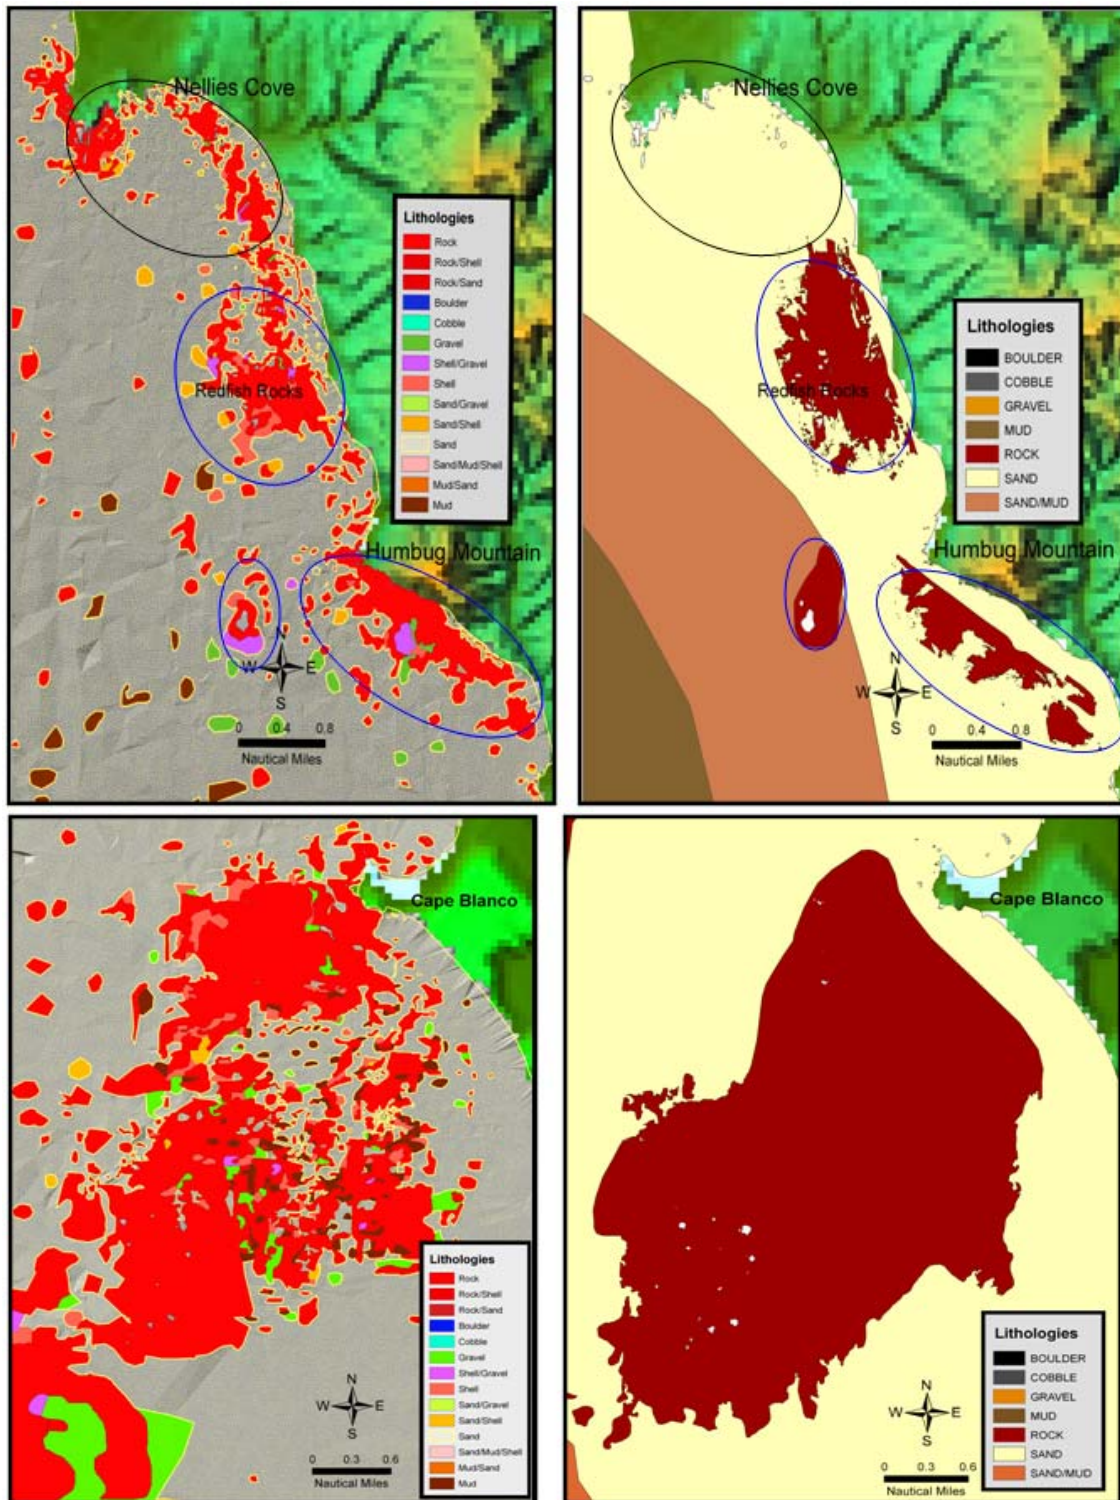 Nellies Cove
Lithologies
Rock
Rock/Shell
Rock/Sand
Boulder
Cobble
Gravel
Shell/Gravel
Shell
Sand/Gravel
Sand/Shell
Sand
Sand/Mud/Shell
Mud/Sand
Mud
Redfish Rocks
Humbug Mountain
N
W E
S
0 0.4 0.8
Nautical Miles
Nellies Cove
Lithologies
BOULDER
COBBLE
GRAVEL
MUD
ROCK
SAND
SAND/MUD
Redfish Rocks
Humbug Mountain
N
W E
S
0 0.4 0.8
Nautical Miles
Cape Blanco
Lithologies
Rock
Rock/Shell
Rock/Sand
Boulder
Cobble
Gravel
Shell/Gravel
Shell
Sand/Gravel
Sand/Shell
Sand
Sand/Mud/Shell
Mud/Sand
Mud
N
W E
S
0 0.3 0.6
Nautical Miles
Cape Blanco
Lithologies
BOULDER
COBBLE
GRAVEL
MUD
ROCK
SAND
SAND/MUD
N
W E
S
0 0.3 0.6
Nautical Miles